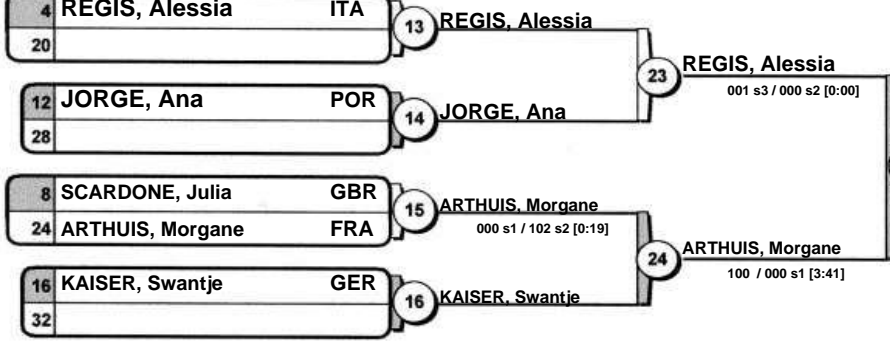 4 REGIS, Alessia ITA
20
13 REGIS, Alessia
12 JORGE, Ana POR
28
14 JORGE, Ana
23 REGIS, Alessia
001 s3 / 000 s2 [0:00]
8 SCARDONE, Julia GBR
24 ARTHUIS, Morgane FRA
15 ARTHUIS, Morgane
000 s1 / 102 s2 [0:19]
16 KAISER, Swantje GER
32
16 KAISER, Swantje
24 ARTHUIS, Morgane
100 / 000 s1 [3:41]